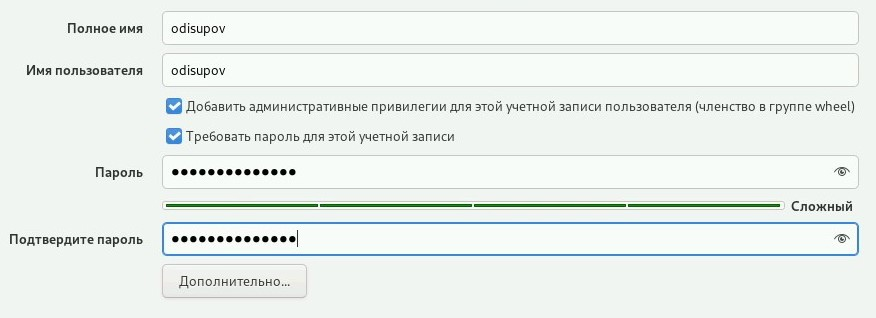 Полное имя odisupov
Имя пользователя odisupov
Добавить административные привилегии для этой учетной записи пользователя (членство в группе wheel)
Требовать пароль для этой учетной записи
Пароль ••••••••••••••
Сложный
Подтвердите пароль ••••••••••••••
Дополнительно...